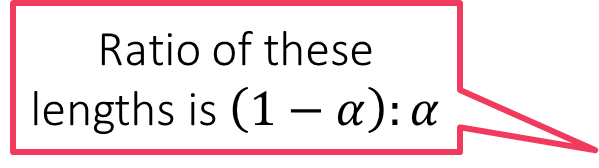 Ratio of these
lengths is (1 − α): α